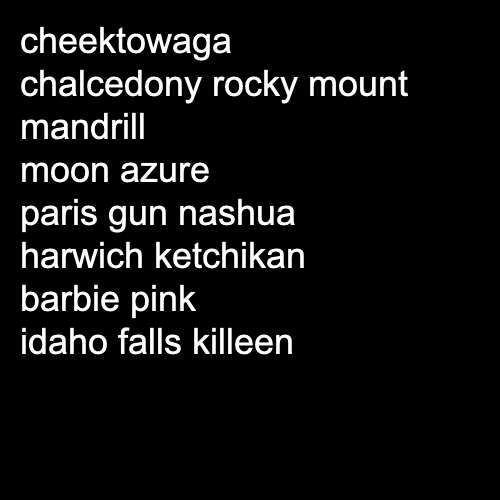 cheektowaga
chalcedony rocky mount
mandrill
moon azure
paris gun nashua
harwich ketchikan
barbie pink
idaho falls killeen